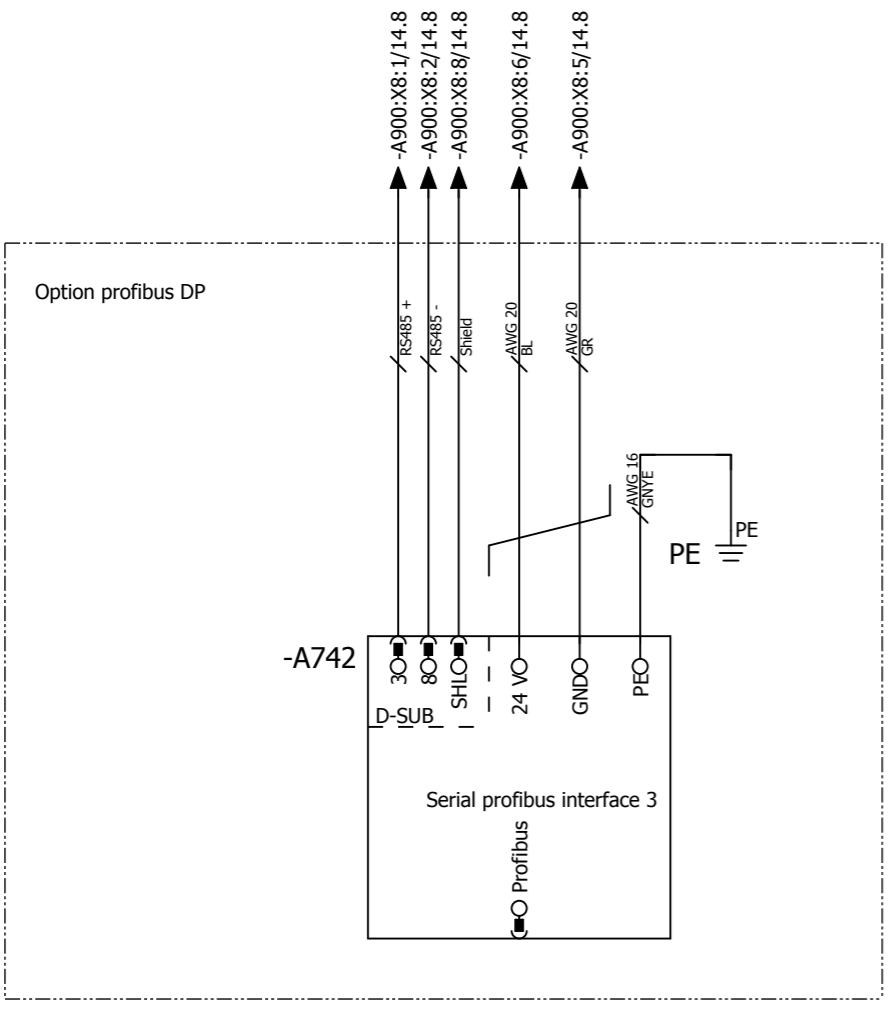 -A900:X8:1/14.8
-A900:X8:2/14.8
-A900:X8:8/14.8
-A900:X8:6/14.8
-A900:X8:5/14.8
Option profibus DP
RS485 +
RS485 -
Shield
AWG 20
BL
AWG 20
GR
AWG 16
GNYE
PE
PE
-A742
3
8
SHL
24 V
GND
PE
D-SUB
Serial profibus interface 3
Profibus